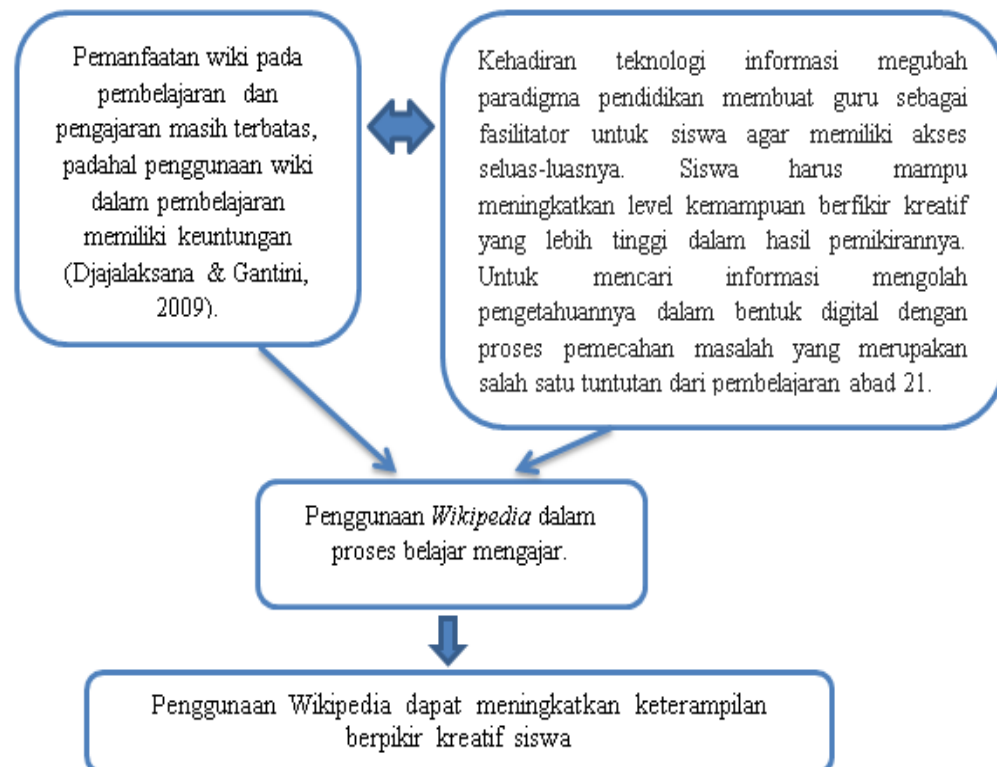 Pemanfaatan wiki pada
pembelajaran dan
pengajaran masih terbatas,
padahal penggunaan wiki
dalam pembelajaran
memiliki keuntungan
(Djajalaksana & Gantini,
2009).
Kehadiran teknologi informasi megubah
paradigma pendidikan membuat guru sebagai
fasilitator untuk siswa agar memiliki akses
seluas-luasnya. Siswa harus mampu
meningkatkan level kemampuan berfikir kreatif
yang lebih tinggi dalam hasil pemikirannya.
Untuk mencari informasi mengolah
pengetahuannya dalam bentuk digital dengan
proses pemecahan masalah yang merupakan
salah satu tuntutan dari pembelajaran abad 21.
Penggunaan Wikipedia dalam
proses belajar mengajar.
Penggunaan Wikipedia dapat meningkatkan keterampilan
berpikir kreatif siswa